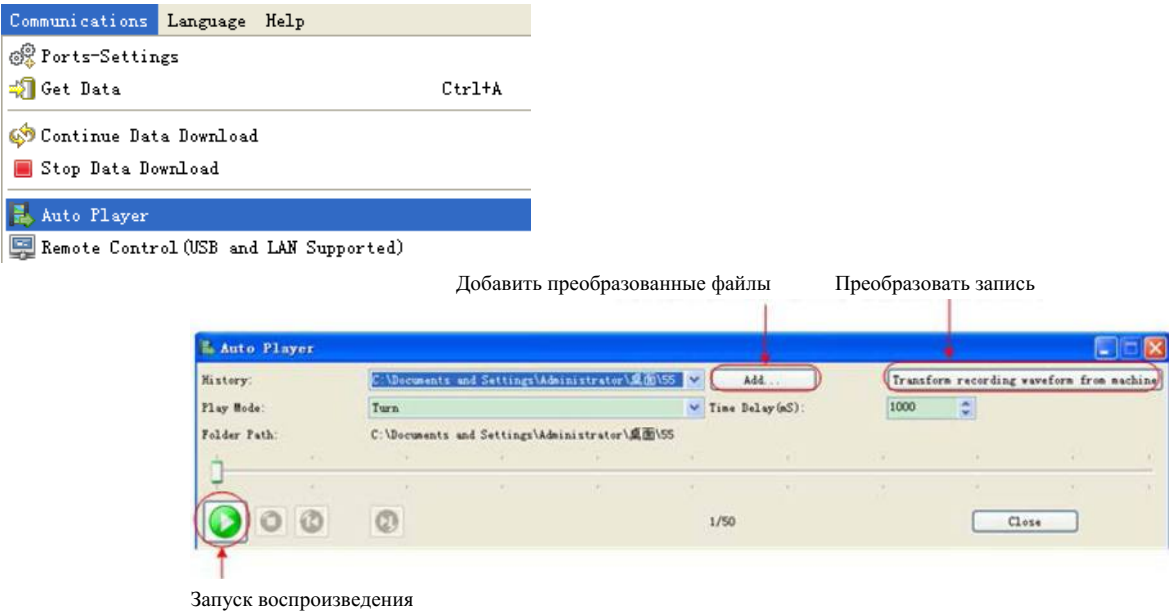 Communications Language Help
Ports-Settings
Get Data Ctrl+A
Continue Data Download
Stop Data Download
Auto Player
Remote Control(USB and LAN Supported)
Добавить преобразованные файлы Преобразовать запись
Auto Player
History: C:\Documents and Settings\Administrator\桌面\SS Add... Transform recording waveform from machine
Play Mode: Turn Time Delay(mS): 1000
Folder Path: C:\Documents and Settings\Administrator\桌面\SS
1/50 Close
Запуск воспроизведения